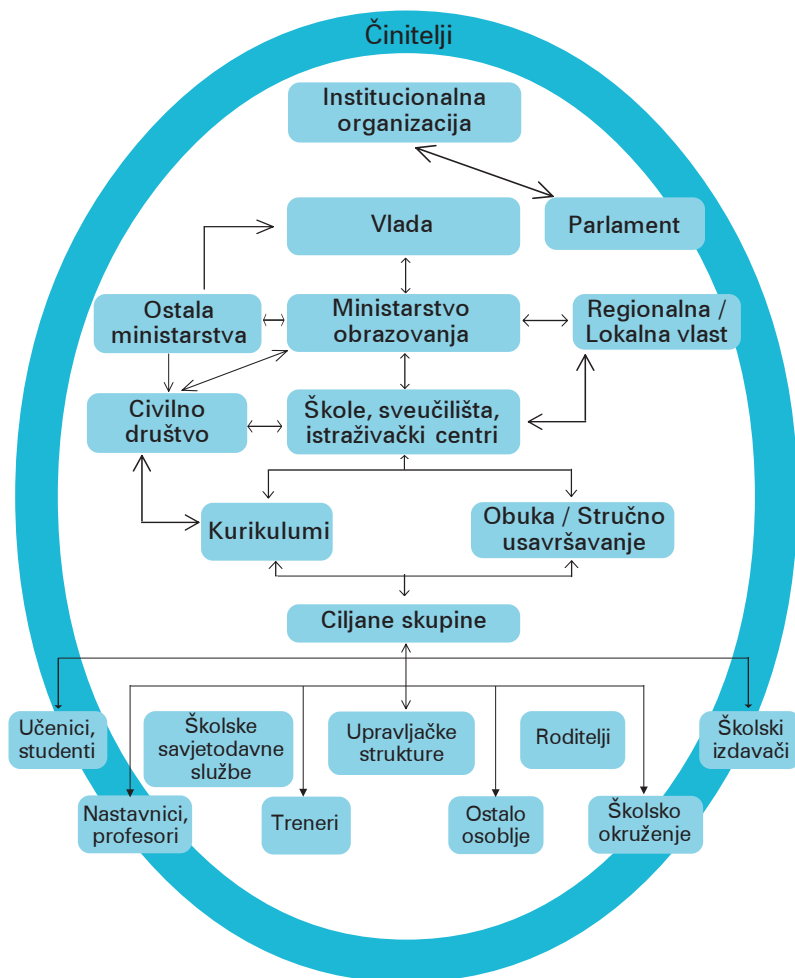 Činitelji
Institucionalna
organizacija
Vlada
Parlament
Ostala
ministarstva
Ministarstvo
obrazovanja
Regionalna /
Lokalna vlast
Civilno
društvo
Škole, sveučilišta,
istraživački centri
Kurikulumi
Obuka / Stručno
usavršavanje
Ciljane skupine
Učenici,
studenti
Školske
savjetodavne
službe
Upravljačke
strukture
Roditelji
Školski
izdavači
Nastavnici,
profesori
Treneri
Ostalo
osoblje
Školsko
okruženje